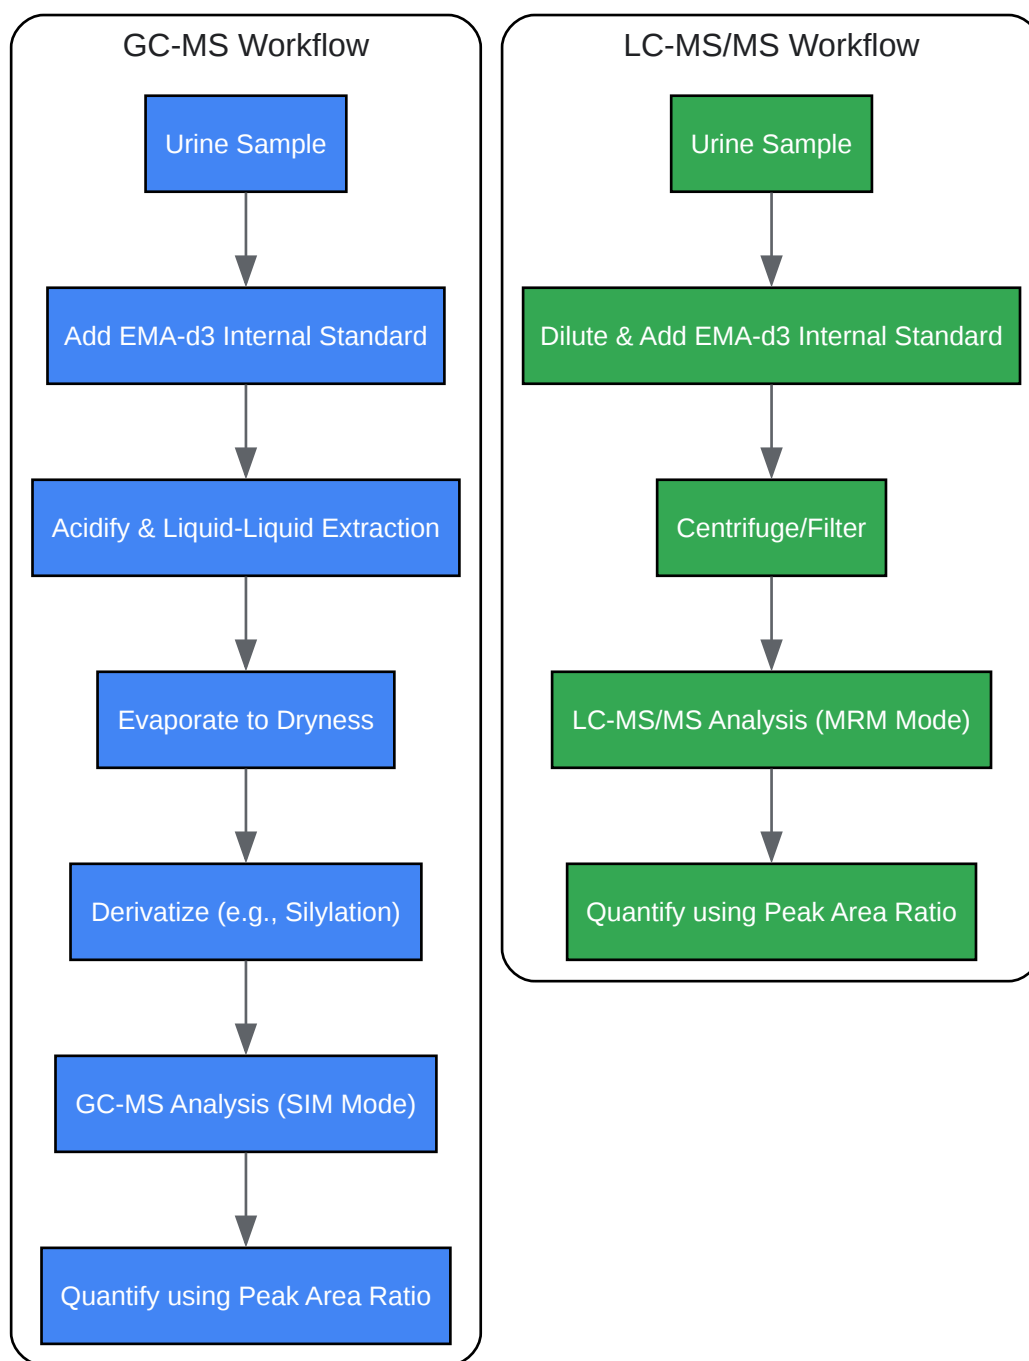 GC-MS Workflow
Urine Sample
Add EMA-d3 Internal Standard
Acidify & Liquid-Liquid Extraction
Evaporate to Dryness
Derivatize (e.g., Silylation)
GC-MS Analysis (SIM Mode)
Quantify using Peak Area Ratio
LC-MS/MS Workflow
Urine Sample
Dilute & Add EMA-d3 Internal Standard
Centrifuge/Filter
LC-MS/MS Analysis (MRM Mode)
Quantify using Peak Area Ratio